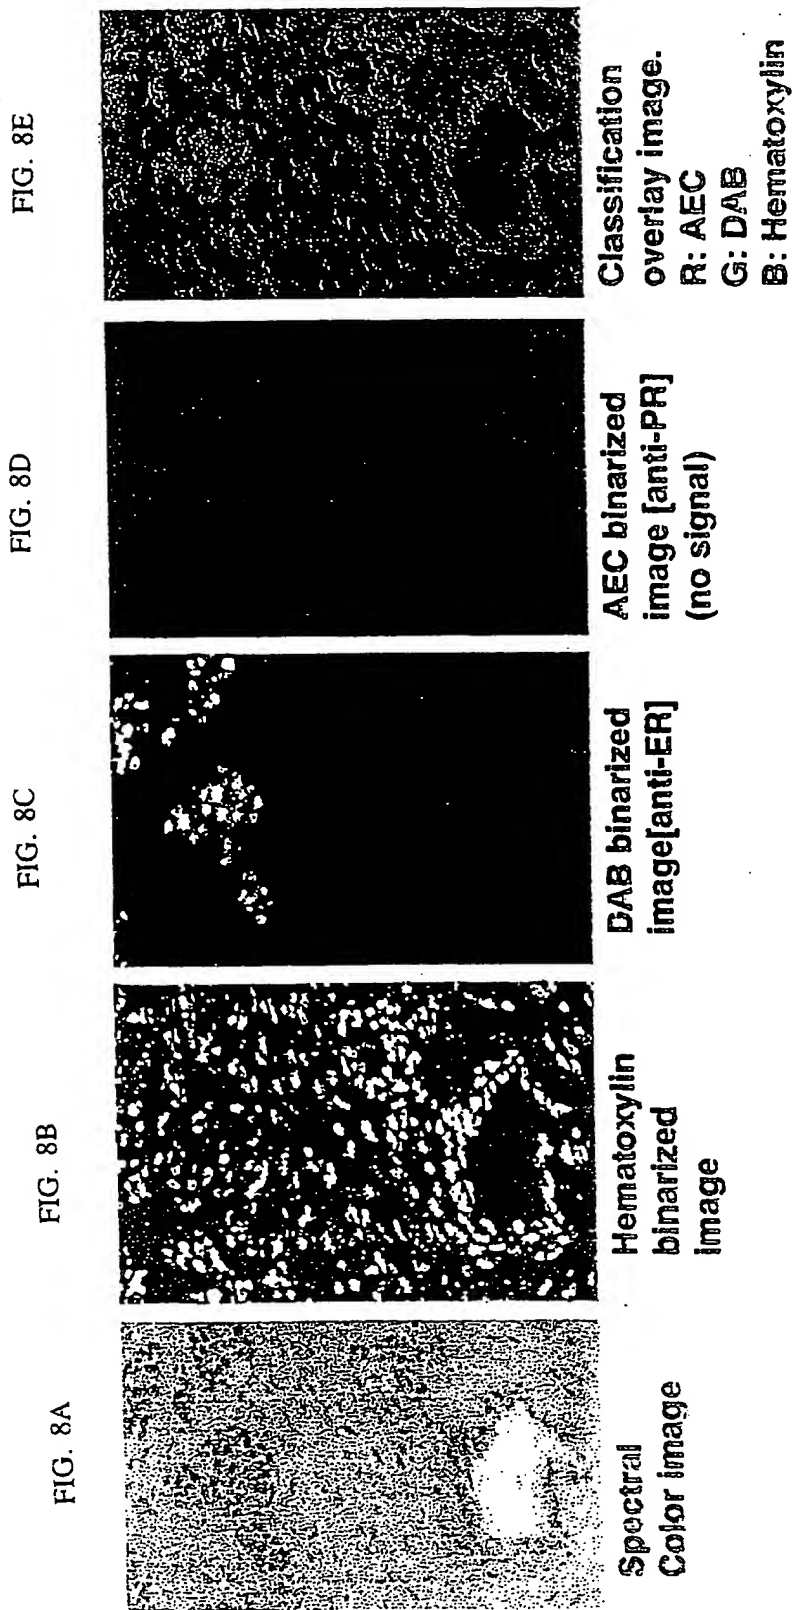 FIG. 8A
Spectral
Color image
FIG. 8B
Hematoxylin
binarized
image
FIG. 8C
DAB binarized
image[anti-ER]
FIG. 8D
AEC binarized
image [anti-PR]
(no signal)
FIG. 8E
Classification
overlay image.
R: AEC
G: DAB
B: Hematoxylin